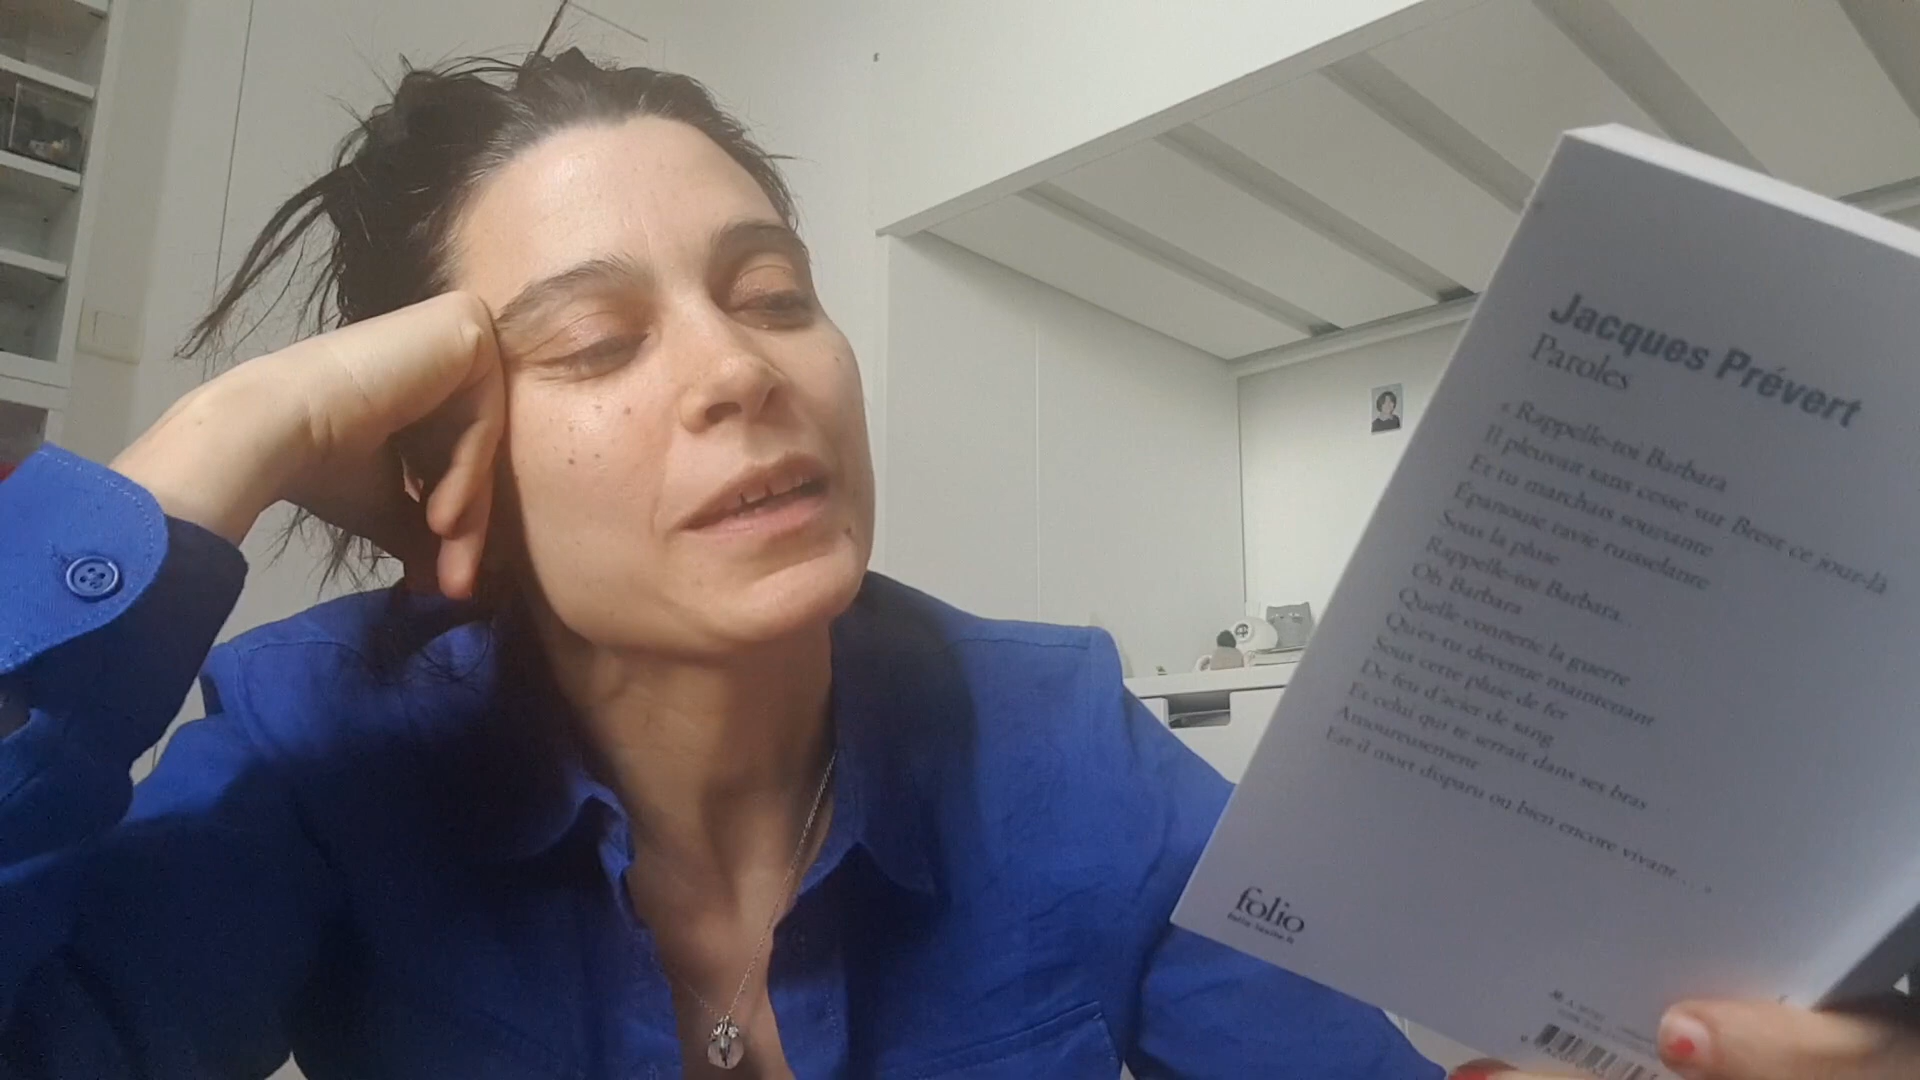 Jacques Prévert
Paroles
« Rappelle-toi Barbara
Il pleuvait sans cesse sur Brest ce jour-là
Et tu marchais souriante
Épanouie ravie ruisselante
Sous la pluie
Rappelle-toi Barbara...
Oh Barbara
Quelle connerie la guerre
Qu'es-tu devenue maintenant
Sous cette pluie de fer
De feu d'acier de sang
Et celui qui te serrait dans ses bras
Amoureusement
Est-il mort disparu ou bien encore vivant... »
folio